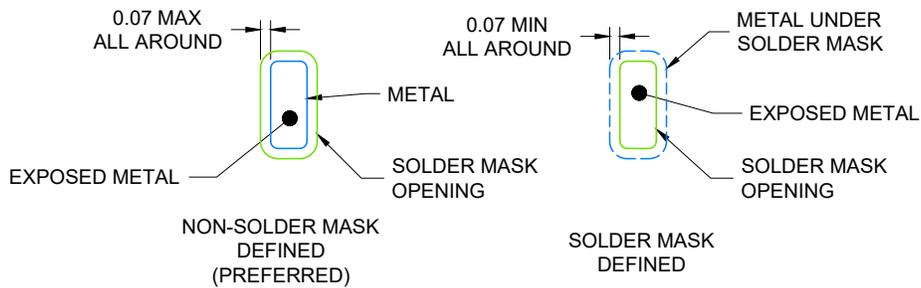 0.07 MAX
ALL AROUND
METAL
EXPOSED METAL
SOLDER MASK
OPENING
NON-SOLDER MASK
DEFINED
(PREFERRED)
0.07 MIN
ALL AROUND
METAL UNDER
SOLDER MASK
EXPOSED METAL
SOLDER MASK
OPENING
SOLDER MASK
DEFINED